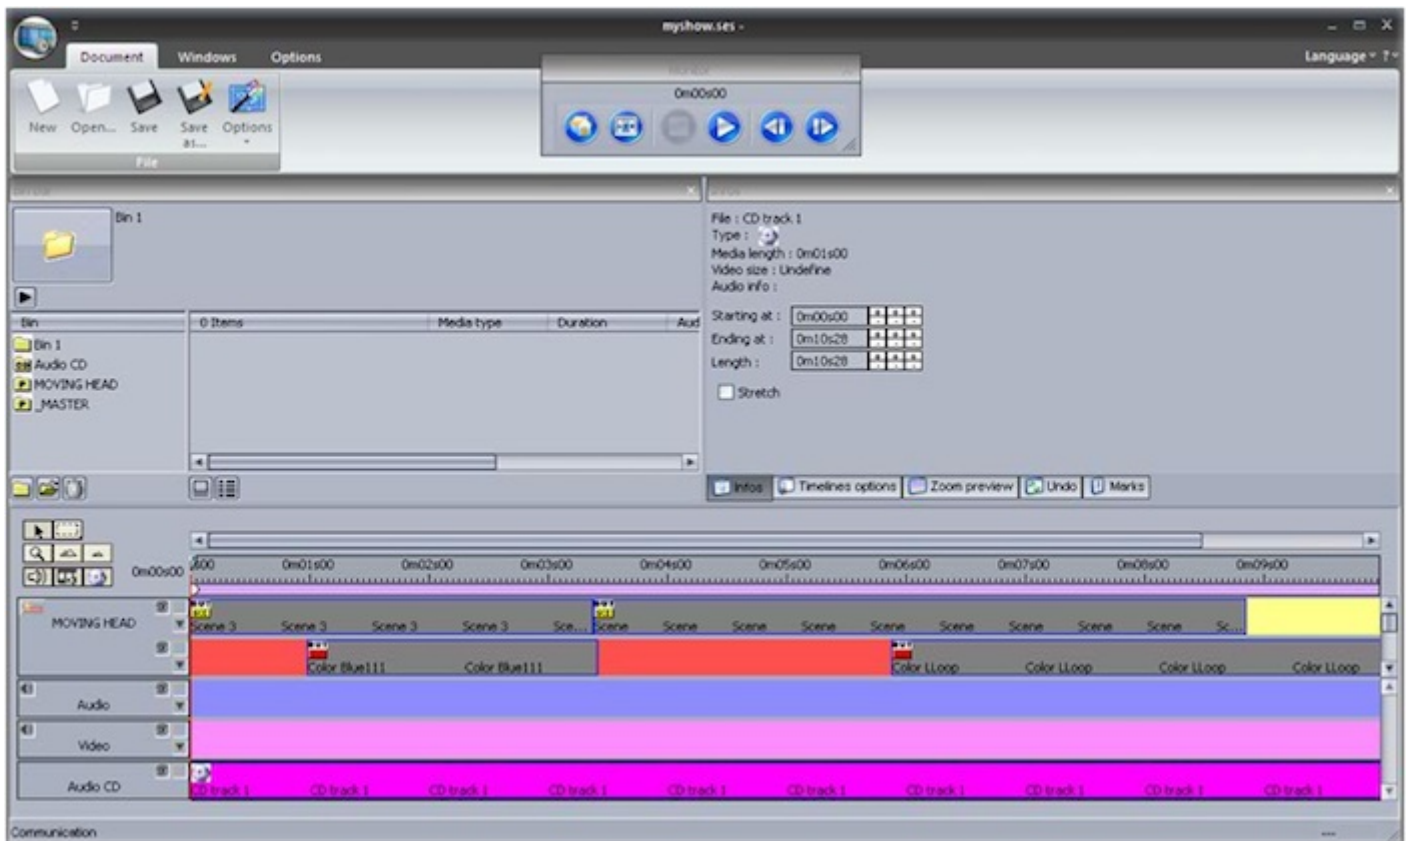 myshow.ses -
Document Windows Options
Language ?
Monitor
0m00s00
New Open... Save Save as... Options
File
Bin 1
File : CD track 1
Type :
Media length : 0m01s00
Video size : Undefine
Audio info :
Starting at : 0m00s00
Ending at : 0m10s28
Length : 0m10s28
Stretch
Bin 0 Items Media type Duration Aud
Bin 1
Audio CD
MOVING HEAD
_MASTER
Infos Timelines options Zoom preview Undo Marks
0m00s00 0m01s00 0m02s00 0m03s00 0m04s00 0m05s00 0m06s00 0m07s00 0m08s00 0m09s00
MOVING HEAD
Scene 3 Scene 3 Scene 3 Scene 3 Sce... Scene Scene Scene Scene Scene Scene Scene Scene Scene Sc...
Color Blue111 Color Blue111 Color LLoop Color LLoop Color LLoop Color LLoop
Audio
Video
Audio CD
CD track 1 CD track 1 CD track 1 CD track 1 CD track 1 CD track 1 CD track 1 CD track 1 CD track 1 CD track 1
Communication ---